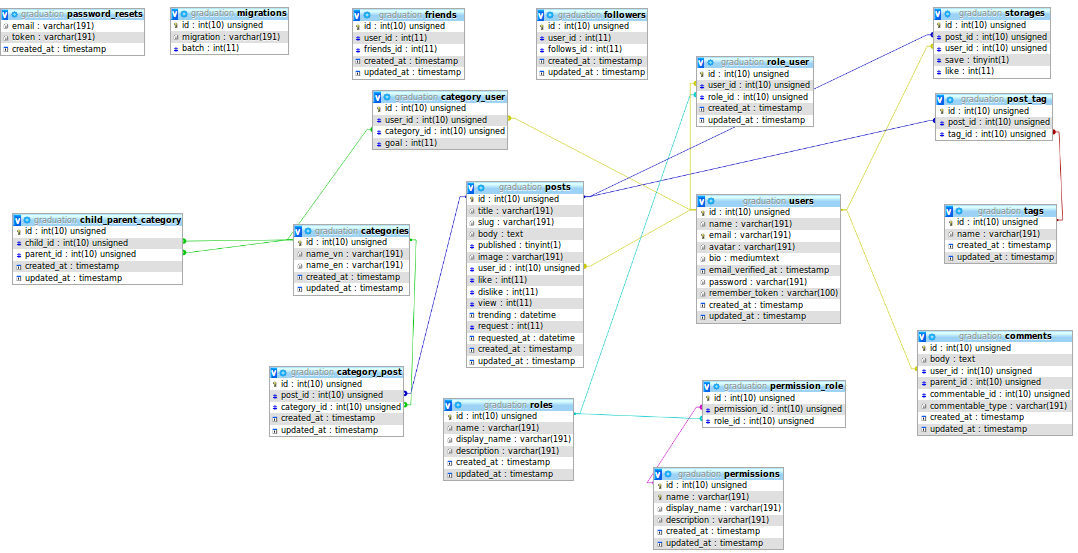 graduation password_resets
email : varchar(191)
token : varchar(191)
created_at : timestamp
graduation migrations
id : int(10) unsigned
migration : varchar(191)
batch : int(11)
graduation friends
id : int(10) unsigned
user_id : int(11)
friends_id : int(11)
created_at : timestamp
updated_at : timestamp
graduation followers
id : int(10) unsigned
user_id : int(11)
follows_id : int(11)
created_at : timestamp
updated_at : timestamp
graduation storages
id : int(10) unsigned
post_id : int(10) unsigned
user_id : int(10) unsigned
save : tinyint(1)
like : int(11)
graduation role_user
id : int(10) unsigned
user_id : int(10) unsigned
role_id : int(10) unsigned
created_at : timestamp
updated_at : timestamp
graduation category_user
id : int(10) unsigned
user_id : int(10) unsigned
category_id : int(10) unsigned
goal : int(11)
graduation post_tag
id : int(10) unsigned
post_id : int(10) unsigned
tag_id : int(10) unsigned
graduation posts
id : int(10) unsigned
title : varchar(191)
slug : varchar(191)
body : text
published : tinyint(1)
image : varchar(191)
user_id : int(10) unsigned
like : int(11)
dislike : int(11)
view : int(11)
trending : datetime
request : int(11)
requested_at : datetime
created_at : timestamp
updated_at : timestamp
graduation users
id : int(10) unsigned
name : varchar(191)
email : varchar(191)
avatar : varchar(191)
bio : mediumtext
email_verified_at : timestamp
password : varchar(191)
remember_token : varchar(100)
created_at : timestamp
updated_at : timestamp
graduation tags
id : int(10) unsigned
name : varchar(191)
created_at : timestamp
updated_at : timestamp
graduation child_parent_category
id : int(10) unsigned
child_id : int(10) unsigned
parent_id : int(10) unsigned
created_at : timestamp
updated_at : timestamp
graduation categories
id : int(10) unsigned
name_vn : varchar(191)
name_en : varchar(191)
created_at : timestamp
updated_at : timestamp
graduation comments
id : int(10) unsigned
body : text
user_id : int(10) unsigned
parent_id : int(10) unsigned
commentable_id : int(10) unsigned
commentable_type : varchar(191)
created_at : timestamp
updated_at : timestamp
graduation category_post
id : int(10) unsigned
post_id : int(10) unsigned
category_id : int(10) unsigned
created_at : timestamp
updated_at : timestamp
graduation roles
id : int(10) unsigned
name : varchar(191)
display_name : varchar(191)
description : varchar(191)
created_at : timestamp
updated_at : timestamp
graduation permission_role
id : int(10) unsigned
permission_id : int(10) unsigned
role_id : int(10) unsigned
graduation permissions
id : int(10) unsigned
name : varchar(191)
display_name : varchar(191)
description : varchar(191)
created_at : timestamp
updated_at : timestamp